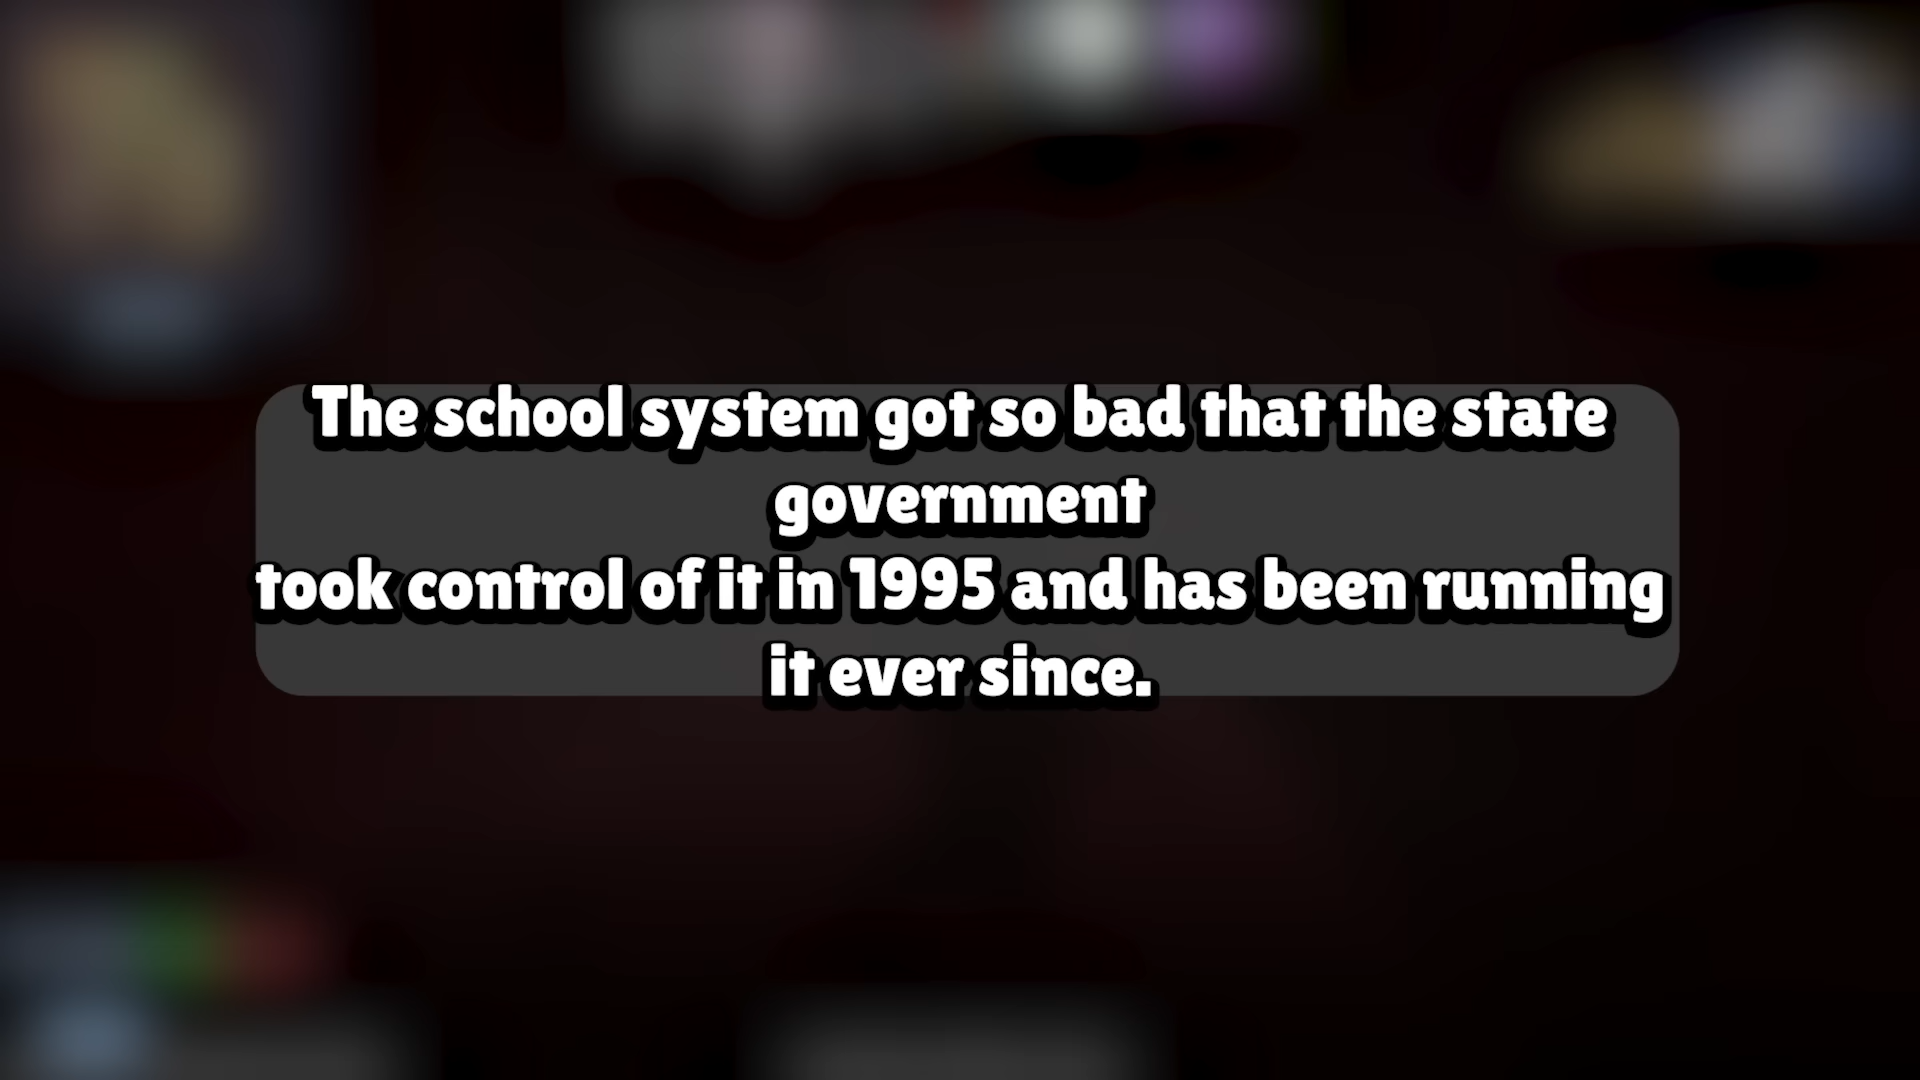 The school system got so bad that the state
government
took control of it in 1995 and has been running
it ever since.